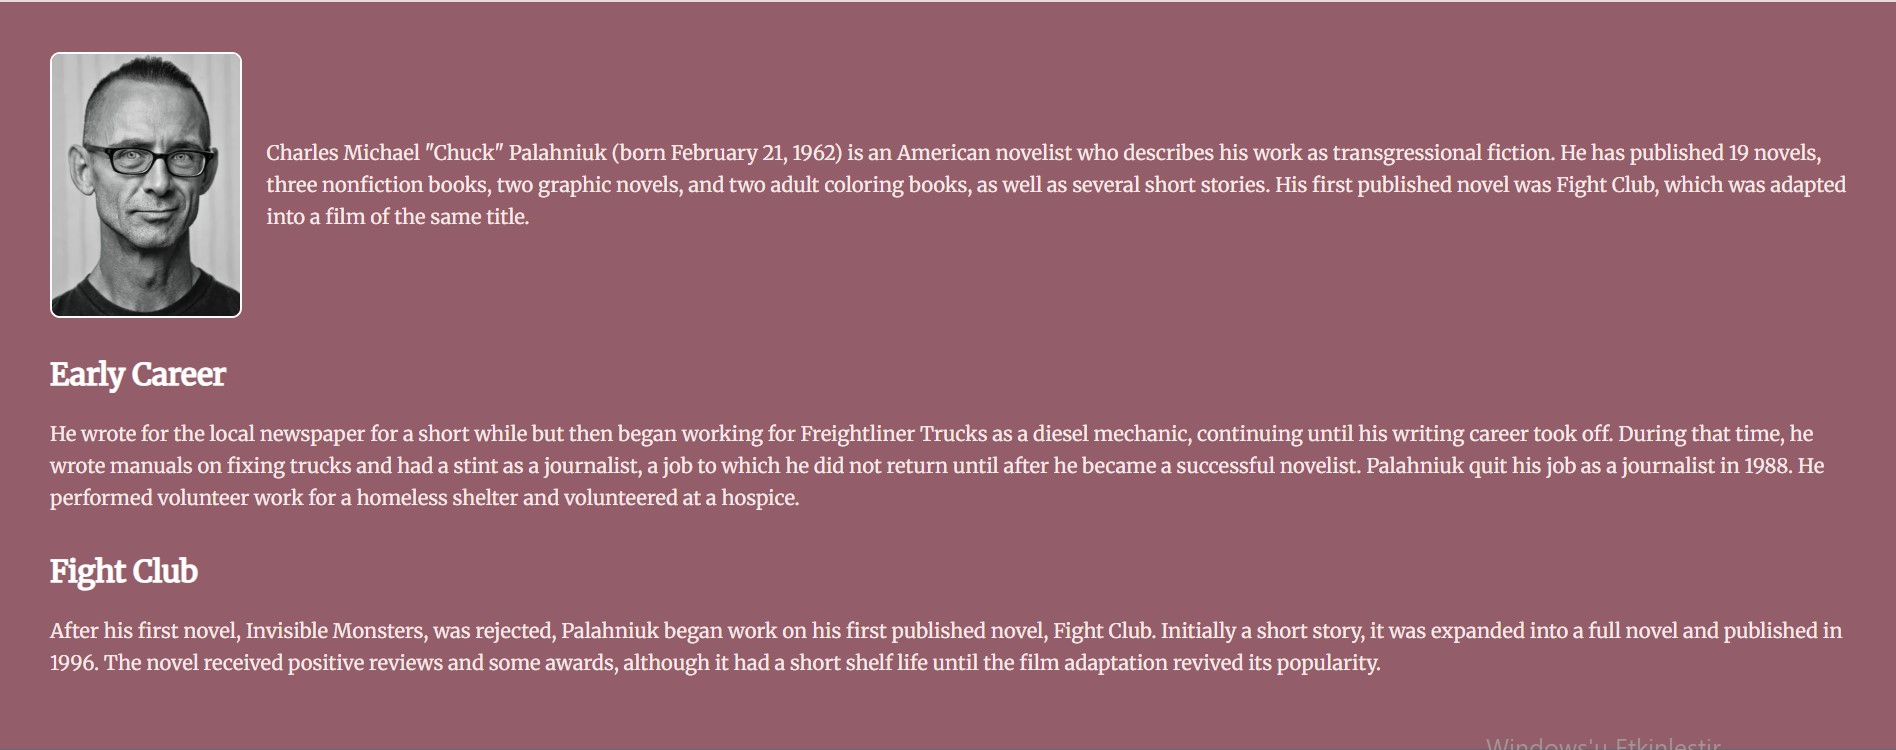 Charles Michael "Chuck" Palahniuk (born February 21, 1962) is an American novelist who describes his work as transgressional fiction. He has published 19 novels,
three nonfiction books, two graphic novels, and two adult coloring books, as well as several short stories. His first published novel was Fight Club, which was adapted
into a film of the same title.
Early Career
He wrote for the local newspaper for a short while but then began working for Freightliner Trucks as a diesel mechanic, continuing until his writing career took off. During that time, he
wrote manuals on fixing trucks and had a stint as a journalist, a job to which he did not return until after he became a successful novelist. Palahniuk quit his job as a journalist in 1988. He
performed volunteer work for a homeless shelter and volunteered at a hospice.
Fight Club
After his first novel, Invisible Monsters, was rejected, Palahniuk began work on his first published novel, Fight Club. Initially a short story, it was expanded into a full novel and published in
1996. The novel received positive reviews and some awards, although it had a short shelf life until the film adaptation revived its popularity.
Windows'u Etkinleştir